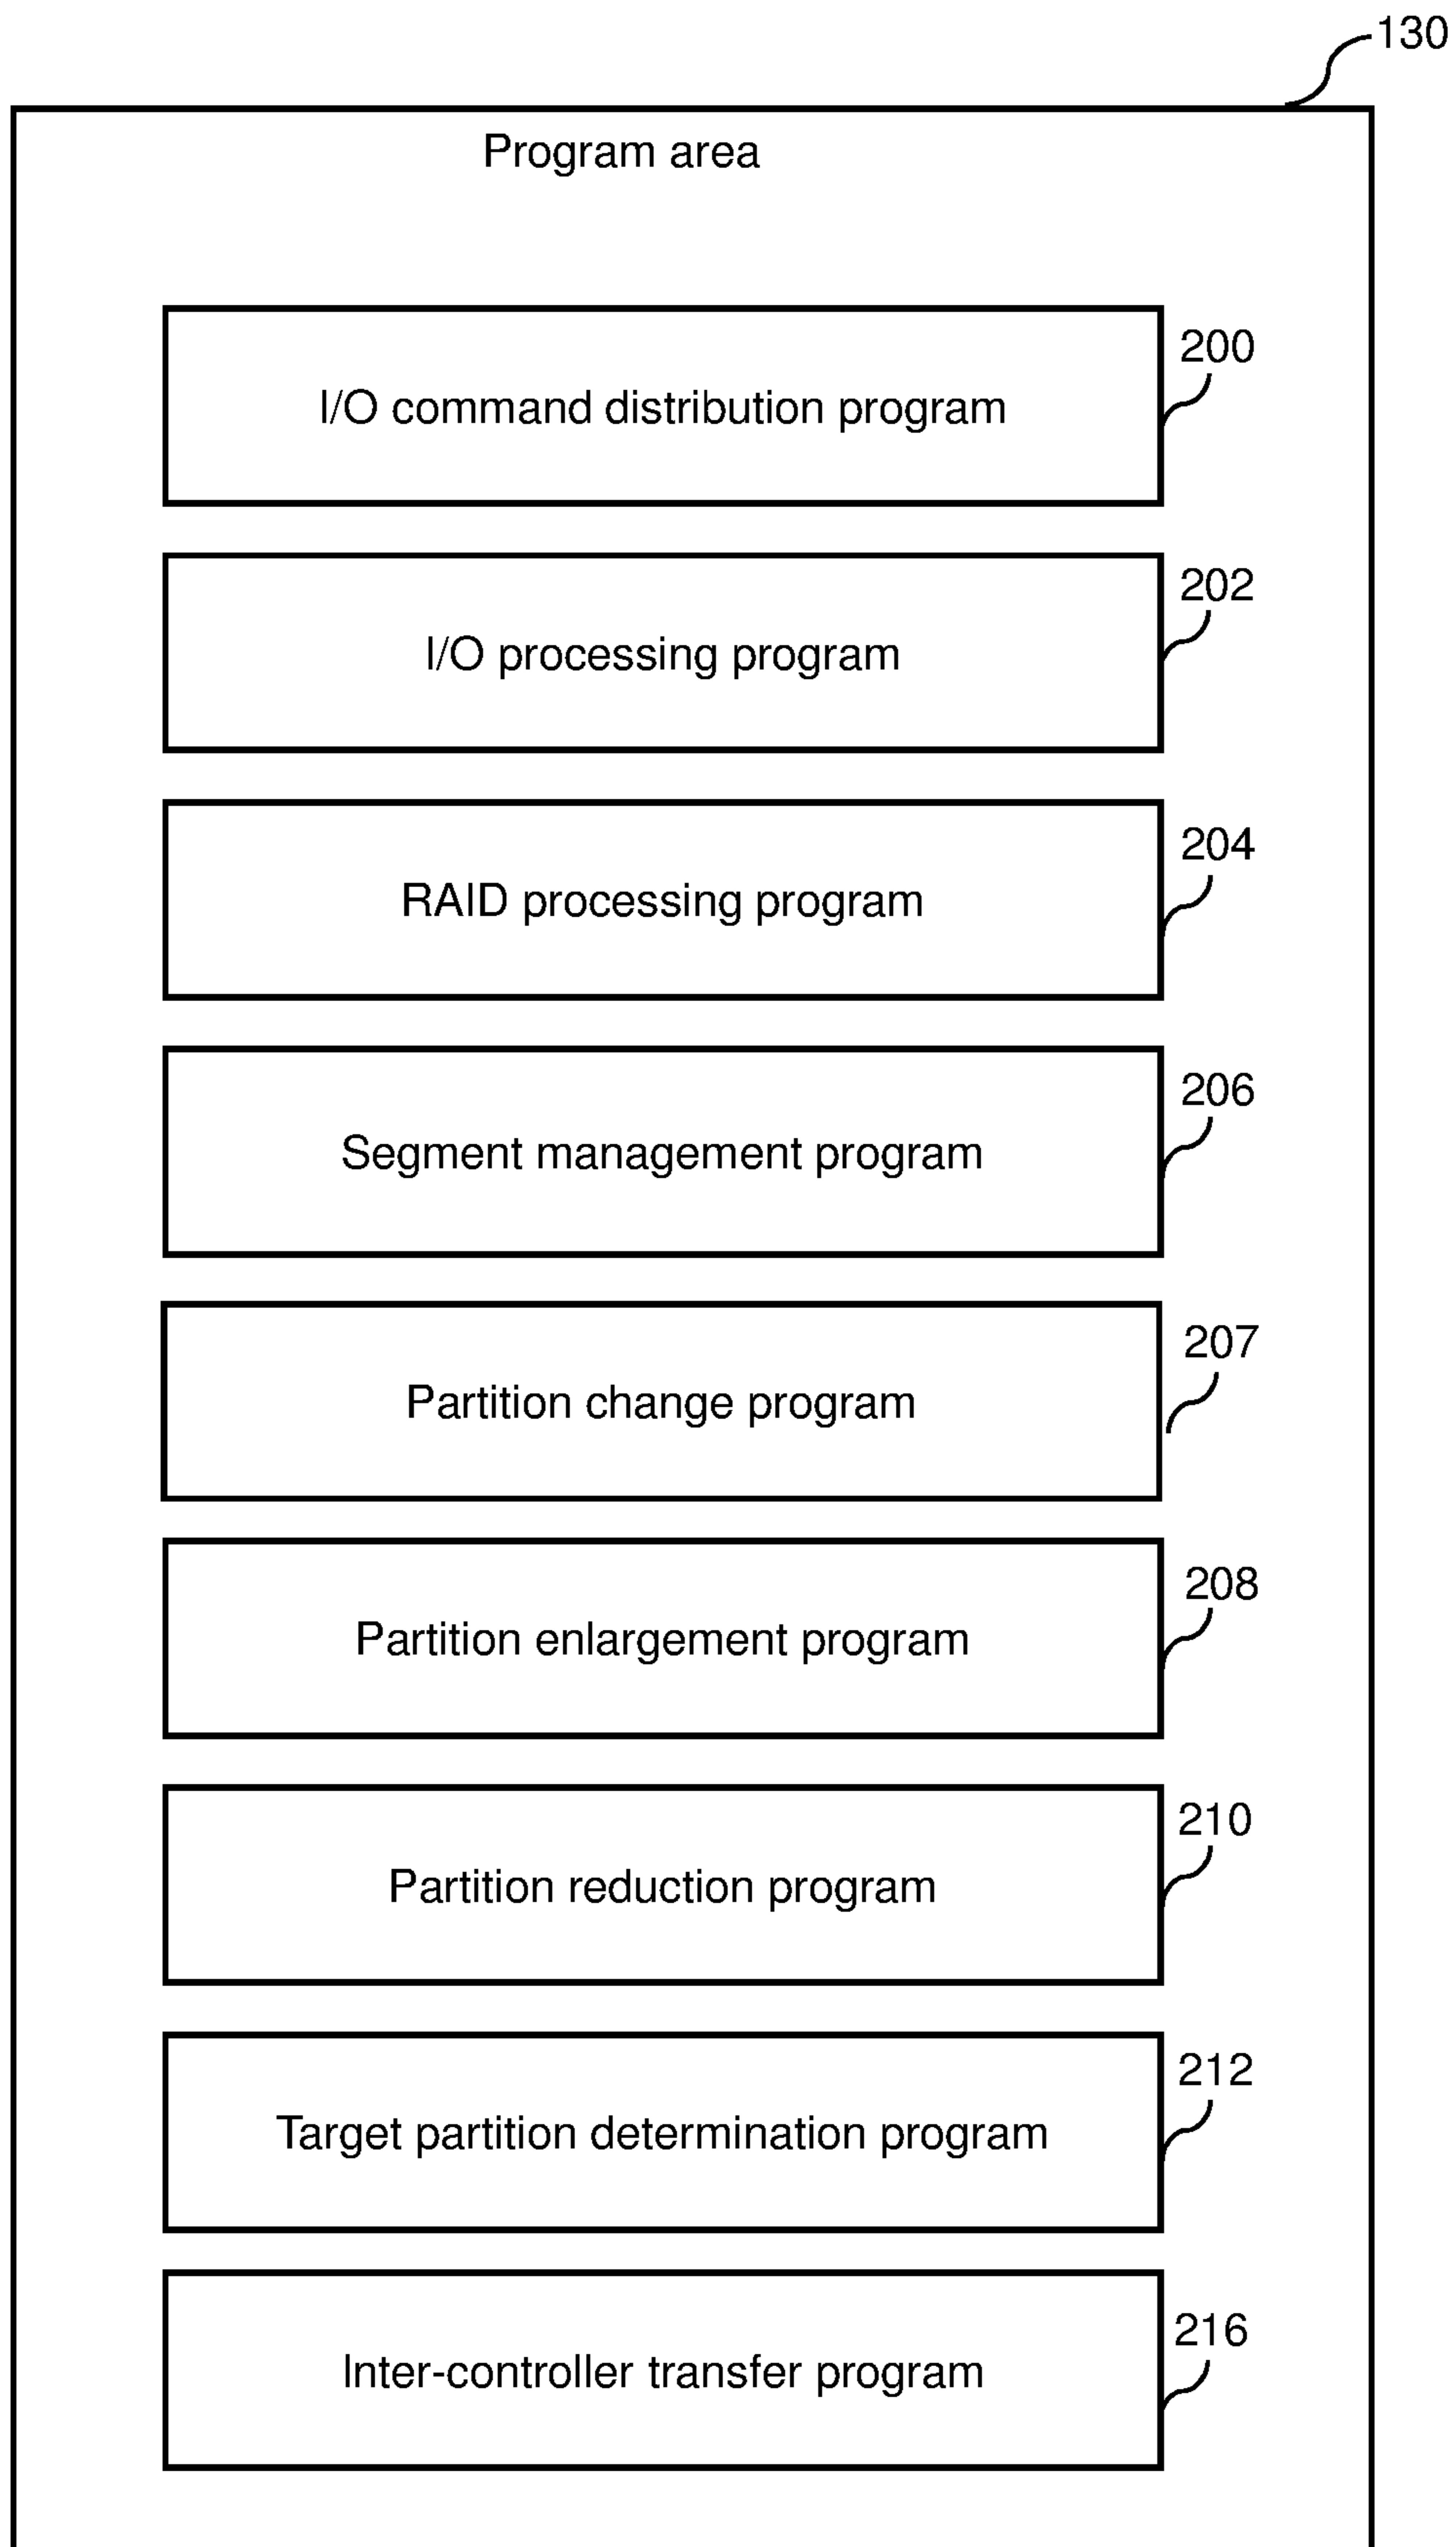 130
Program area
200
I/O command distribution program
202
I/O processing program
204
RAID processing program
206
Segment management program
207
Partition change program
208
Partition enlargement program
210
Partition reduction program
212
Target partition determination program
216
Inter-controller transfer program